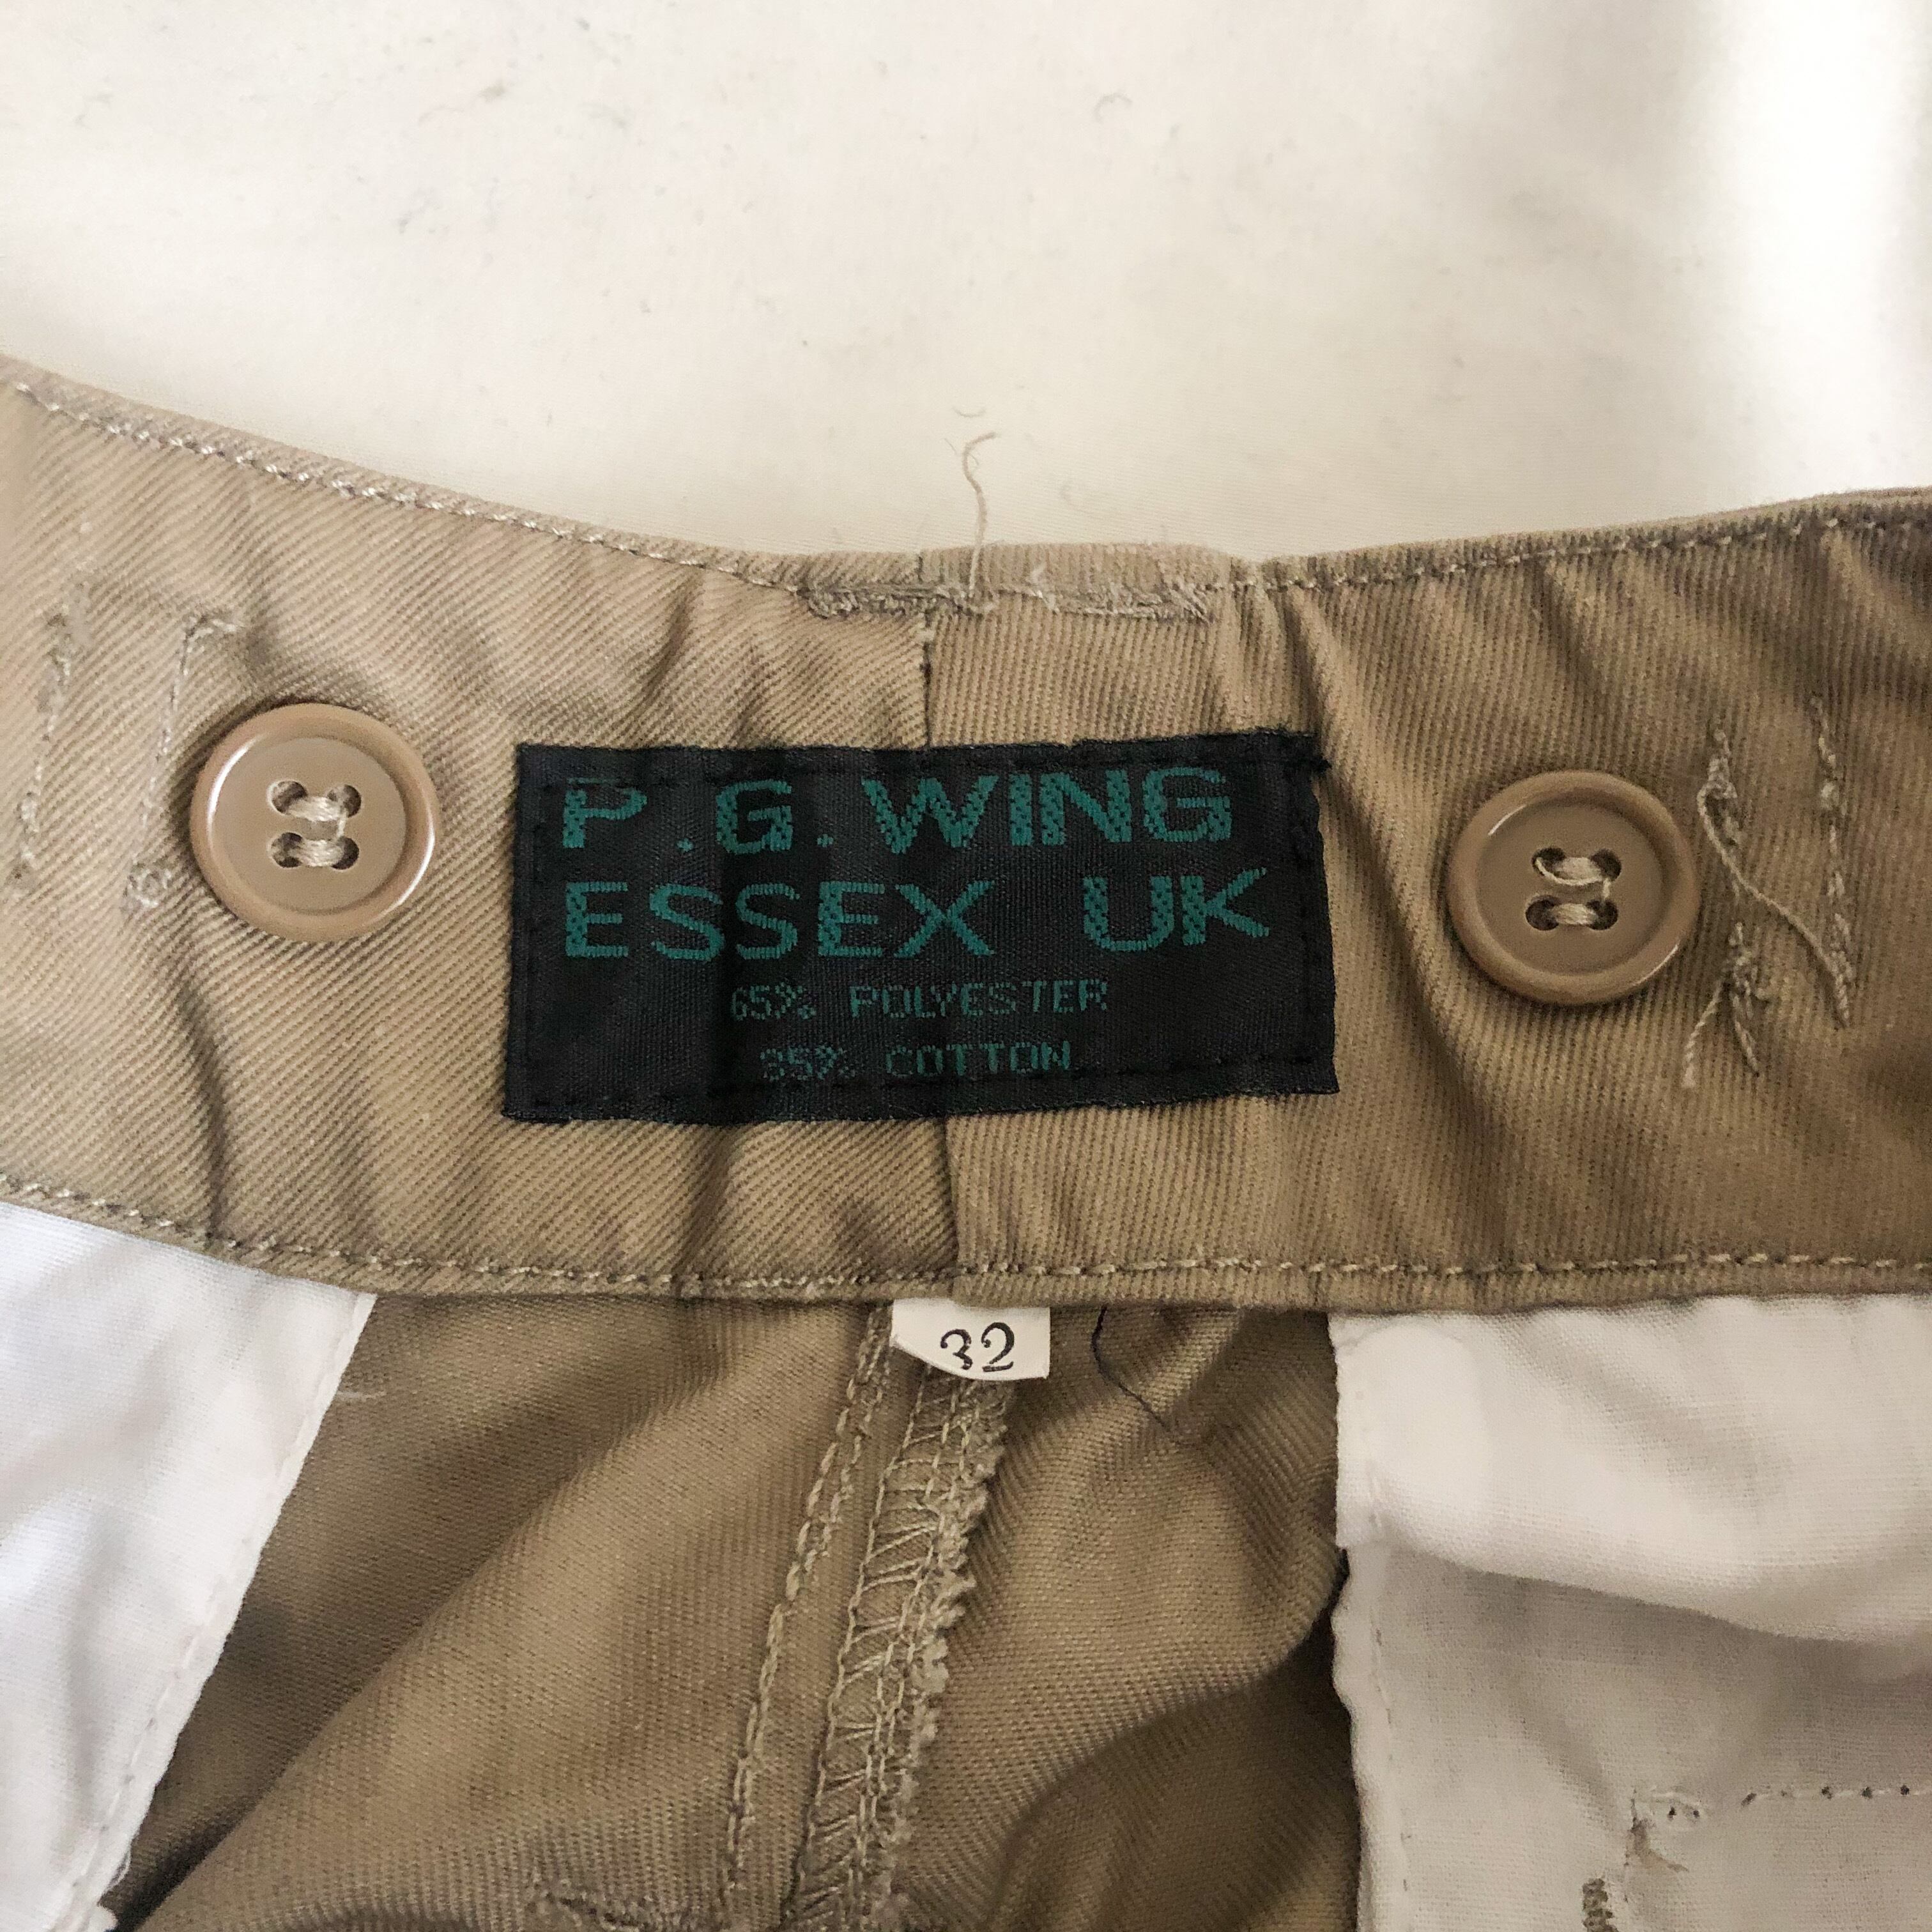 P.G.WING
ESSEX UK
65% POLYESTER
35% COTTON
32